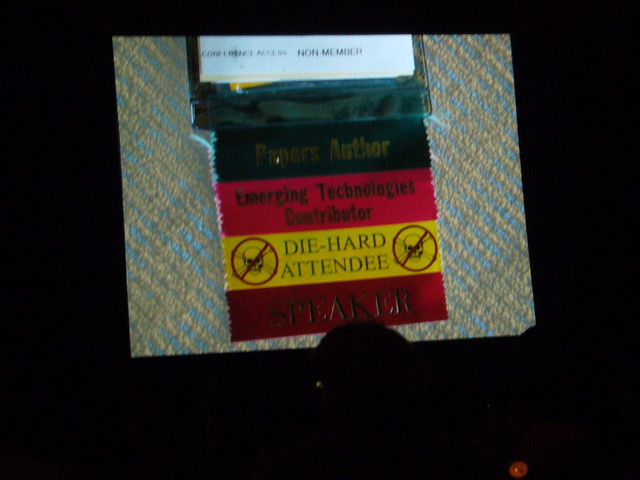 CONFERENCE ACCESS: NON-MEMBER
Papers Author
Emerging Technologies
Contributor
DIE-HARD
ATTENDEE
SPEAKER